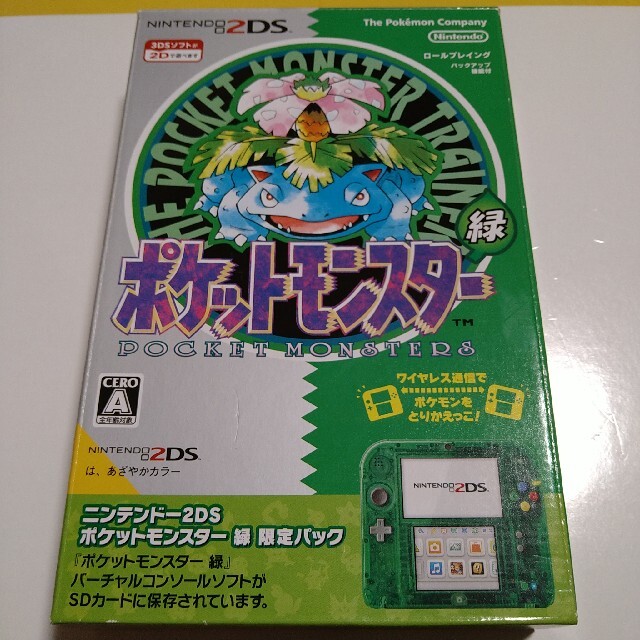 NINTENDO2DS
The Pokémon Company
Nintendo
3DSソフトが
2Dで遊べます
ロールプレイング
バックアップ
機能付
THE POCKET MONSTER TRAINER
緑
ポケットモンスター
TM
POCKET MONSTERS
CERO
A
全年齢対象
ワイヤレス通信で
ポケモンを
とりかえっこ!
NINTENDO2DS
は、あざやかカラー
NINTENDO2DS
ニンテンドー2DS
ポケットモンスター 緑 限定パック
『ポケットモンスター 緑』
バーチャルコンソールソフトが
SDカードに保存されています。